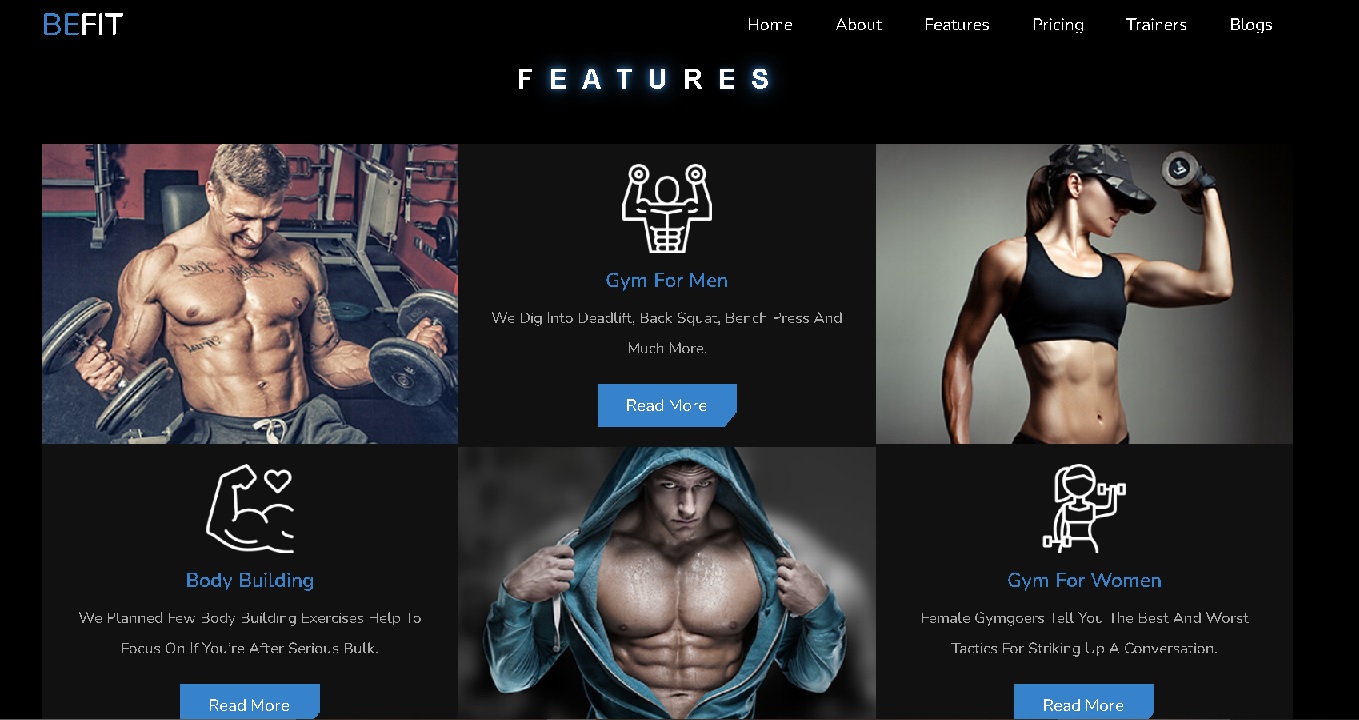 BEFIT
Home About Features Pricing Trainers Blogs
FEATURES
Gym For Men
We Dig Into Deadlift, Back Squat, Bench Press And
Much More.
Read More
Body Building
We Planned Few Body Building Exercises Help To
Focus On If You're After Serious Bulk.
Read More
Gym For Women
Female Gymgoers Tell You The Best And Worst
Tactics For Striking Up A Conversation.
Read More